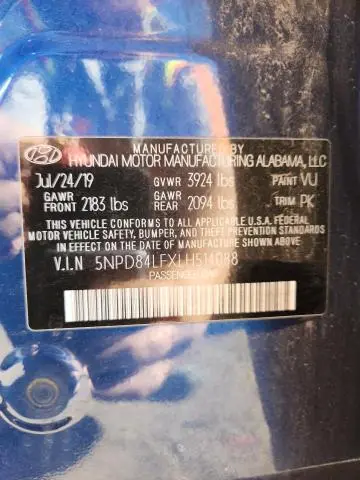 MANUFACTURED BY
HYUNDAI MOTOR MANUFACTURING ALABAMA, LLC
Jul/24/19 GVWR 3924 lbs PAINT VU
GAWR FRONT 2183 lbs GAWR REAR 2094 lbs TRIM PK
THIS VEHICLE CONFORMS TO ALL APPLICABLE U.S.A. FEDERAL
MOTOR VEHICLE SAFETY, BUMPER, AND THEFT PREVENTION STANDARDS
IN EFFECT ON THE DATE OF MANUFACTURE SHOWN ABOVE.
V.I.N 5NPD84LFXLH514088
PASSENGER CAR